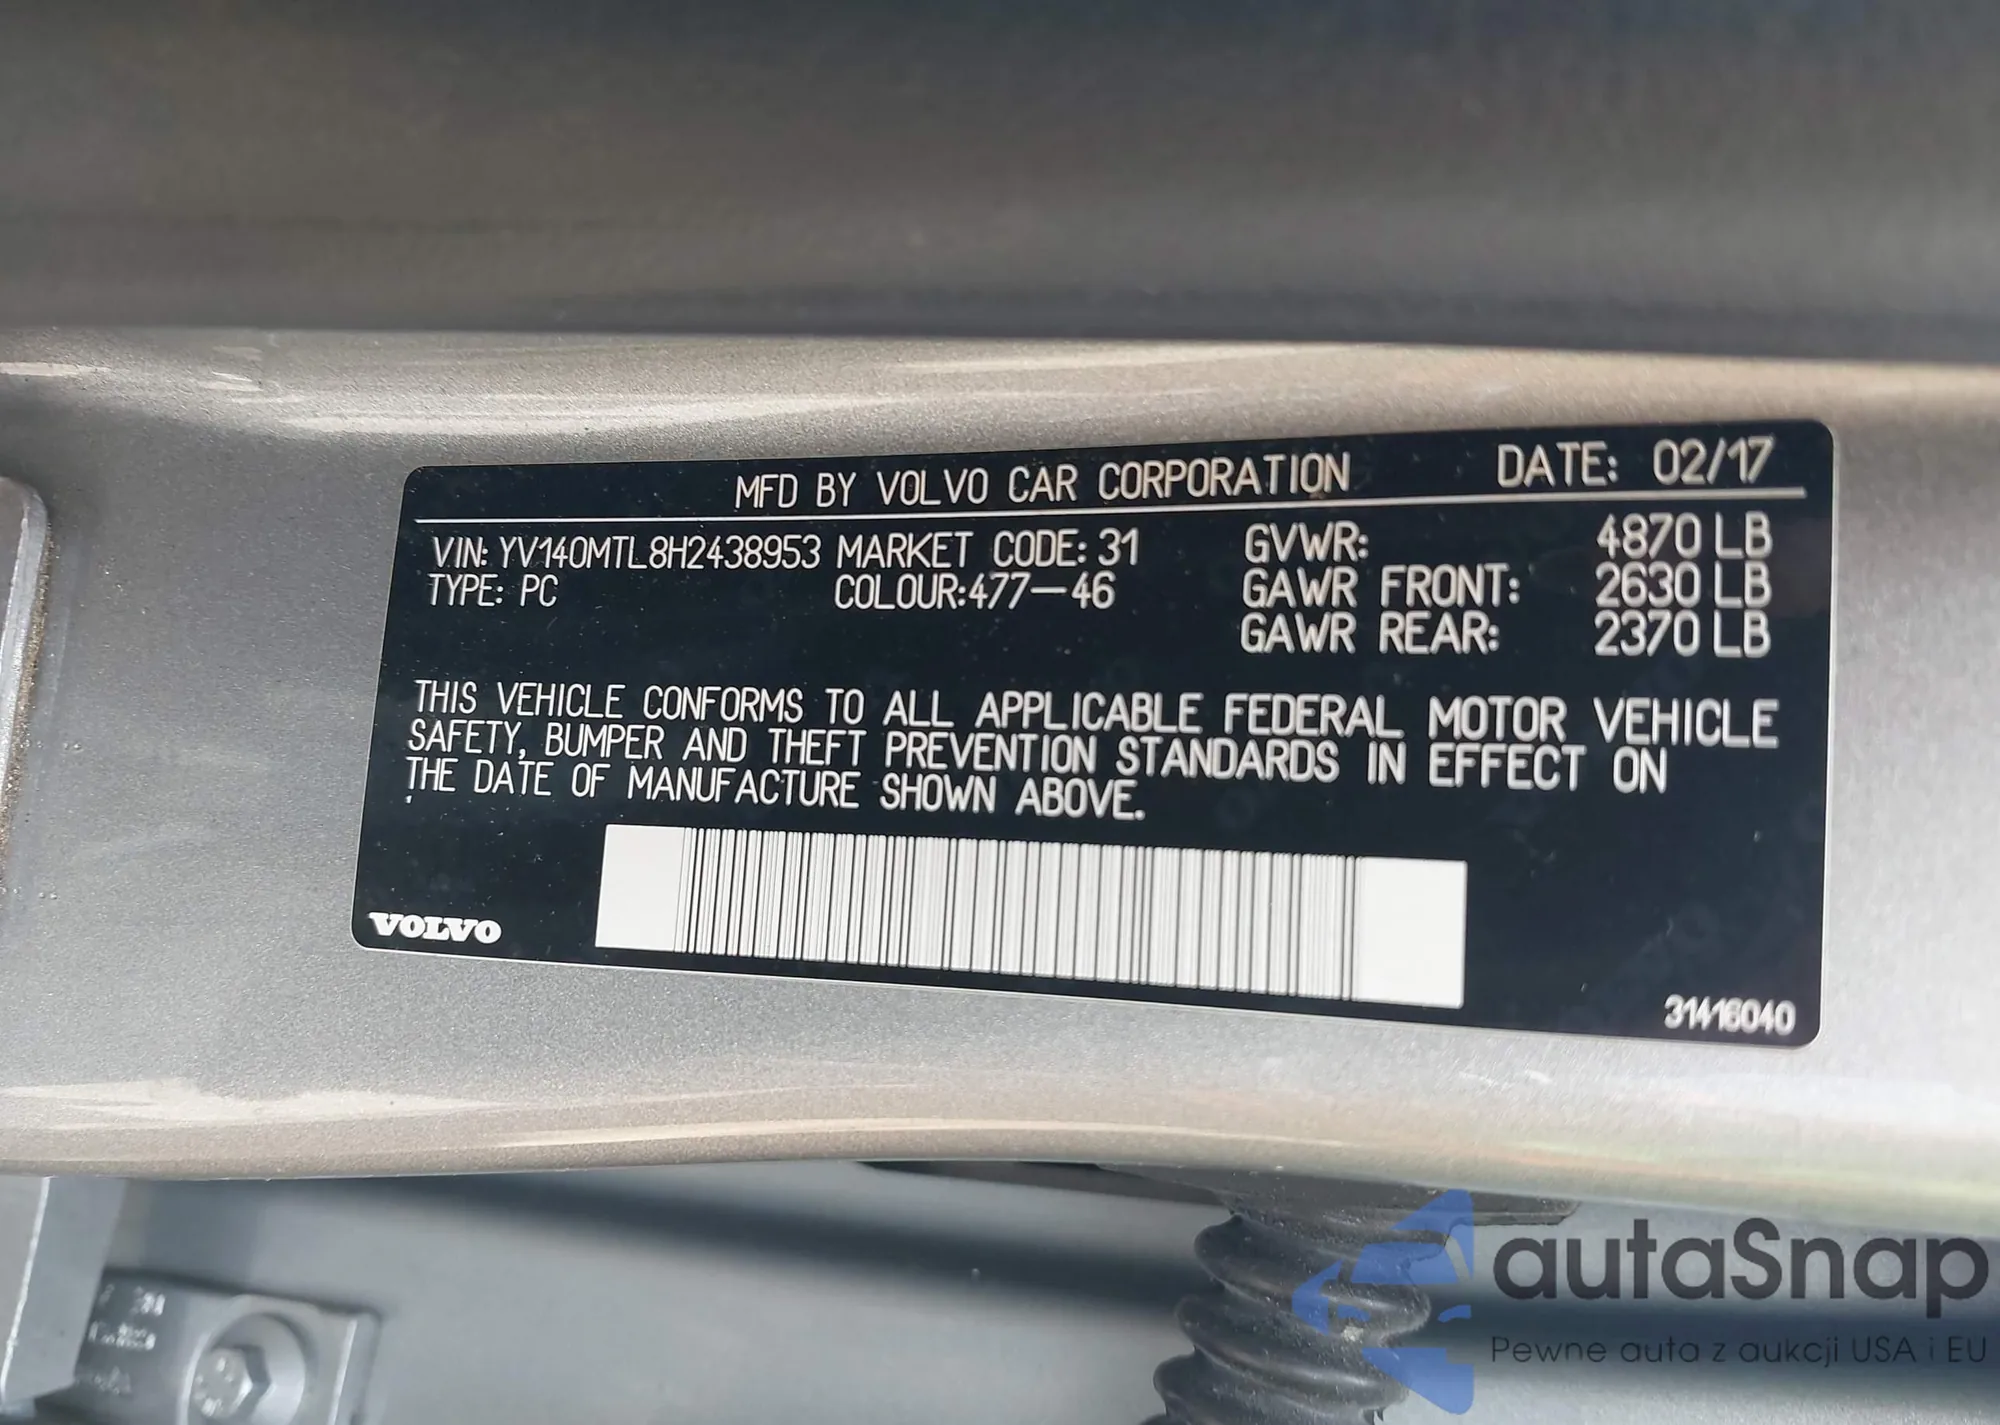 MFD BY VOLVO CAR CORPORATION DATE: 02/17
VIN: YV140MTL8H2438953 MARKET CODE: 31 GVWR: 4870 LB
TYPE: PC COLOUR:477-46 GAWR FRONT: 2630 LB
GAWR REAR: 2370 LB
THIS VEHICLE CONFORMS TO ALL APPLICABLE FEDERAL MOTOR VEHICLE
SAFETY, BUMPER AND THEFT PREVENTION STANDARDS IN EFFECT ON
THE DATE OF MANUFACTURE SHOWN ABOVE.
VOLVO
31416040
autaSnap
Pewne auta z aukcji USA i EU